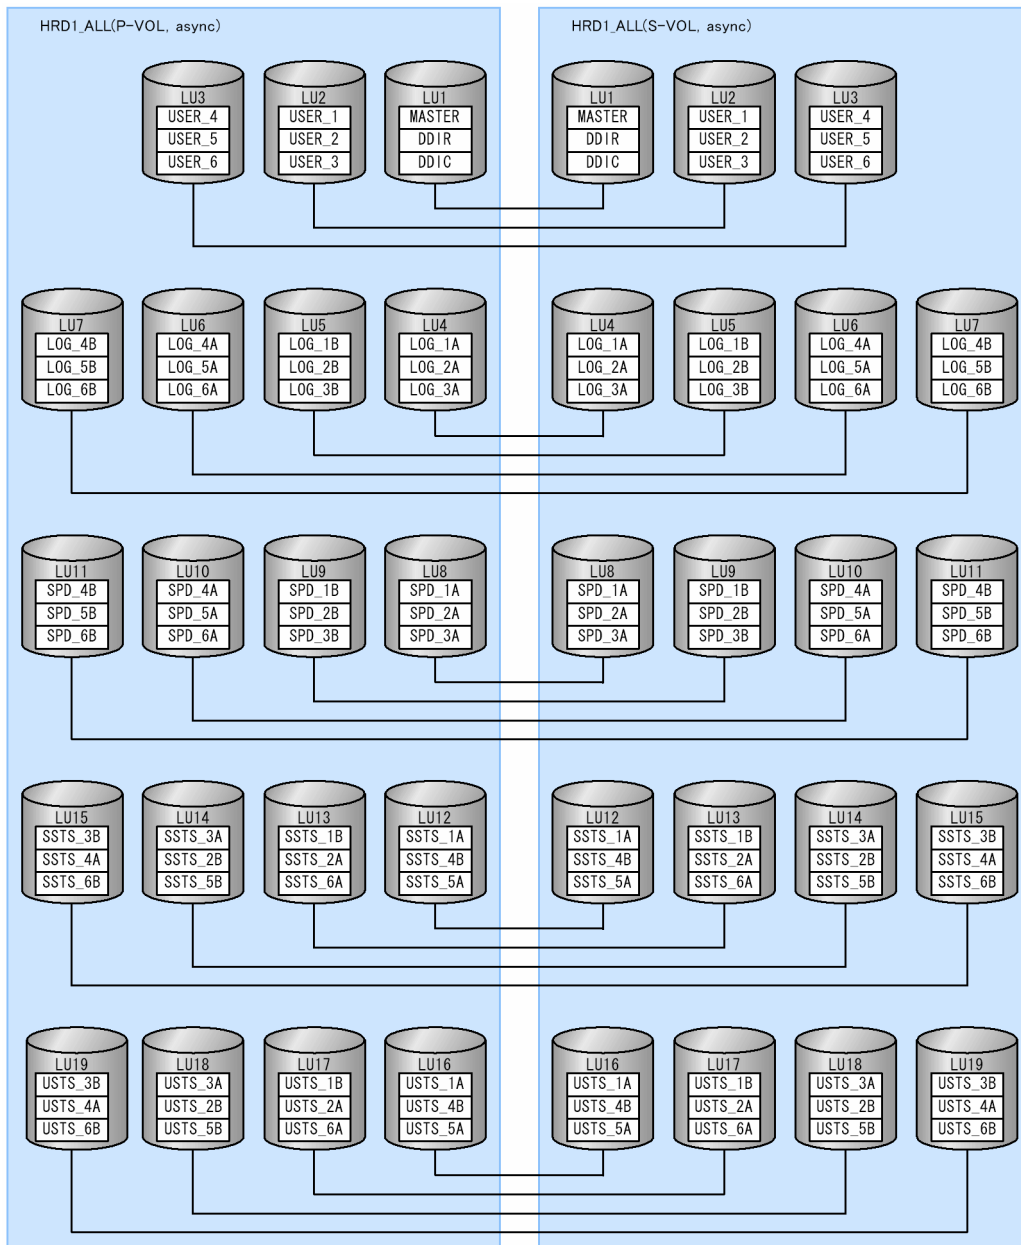 HRD1_ALL(P-VOL, async)
HRD1_ALL(S-VOL, async)
LU3
USER_4
USER_5
USER_6
LU2
USER_1
USER_2
USER_3
LU1
MASTER
DDIR
DDIC
LU1
MASTER
DDIR
DDIC
LU2
USER_1
USER_2
USER_3
LU3
USER_4
USER_5
USER_6
LU7
LOG_4B
LOG_5B
LOG_6B
LU6
LOG_4A
LOG_5A
LOG_6A
LU5
LOG_1B
LOG_2B
LOG_3B
LU4
LOG_1A
LOG_2A
LOG_3A
LU4
LOG_1A
LOG_2A
LOG_3A
LU5
LOG_1B
LOG_2B
LOG_3B
LU6
LOG_4A
LOG_5A
LOG_6A
LU7
LOG_4B
LOG_5B
LOG_6B
LU11
SPD_4B
SPD_5B
SPD_6B
LU10
SPD_4A
SPD_5A
SPD_6A
LU9
SPD_1B
SPD_2B
SPD_3B
LU8
SPD_1A
SPD_2A
SPD_3A
LU8
SPD_1A
SPD_2A
SPD_3A
LU9
SPD_1B
SPD_2B
SPD_3B
LU10
SPD_4A
SPD_5A
SPD_6A
LU11
SPD_4B
SPD_5B
SPD_6B
LU15
SSTS_3B
SSTS_4A
SSTS_6B
LU14
SSTS_3A
SSTS_2B
SSTS_5B
LU13
SSTS_1B
SSTS_2A
SSTS_6A
LU12
SSTS_1A
SSTS_4B
SSTS_5A
LU12
SSTS_1A
SSTS_4B
SSTS_5A
LU13
SSTS_1B
SSTS_2A
SSTS_6A
LU14
SSTS_3A
SSTS_2B
SSTS_5B
LU15
SSTS_3B
SSTS_4A
SSTS_6B
LU19
USTS_3B
USTS_4A
USTS_6B
LU18
USTS_3A
USTS_2B
USTS_5B
LU17
USTS_1B
USTS_2A
USTS_6A
LU16
USTS_1A
USTS_4B
USTS_5A
LU16
USTS_1A
USTS_4B
USTS_5A
LU17
USTS_1B
USTS_2A
USTS_6A
LU18
USTS_3A
USTS_2B
USTS_5B
LU19
USTS_3B
USTS_4A
USTS_6B